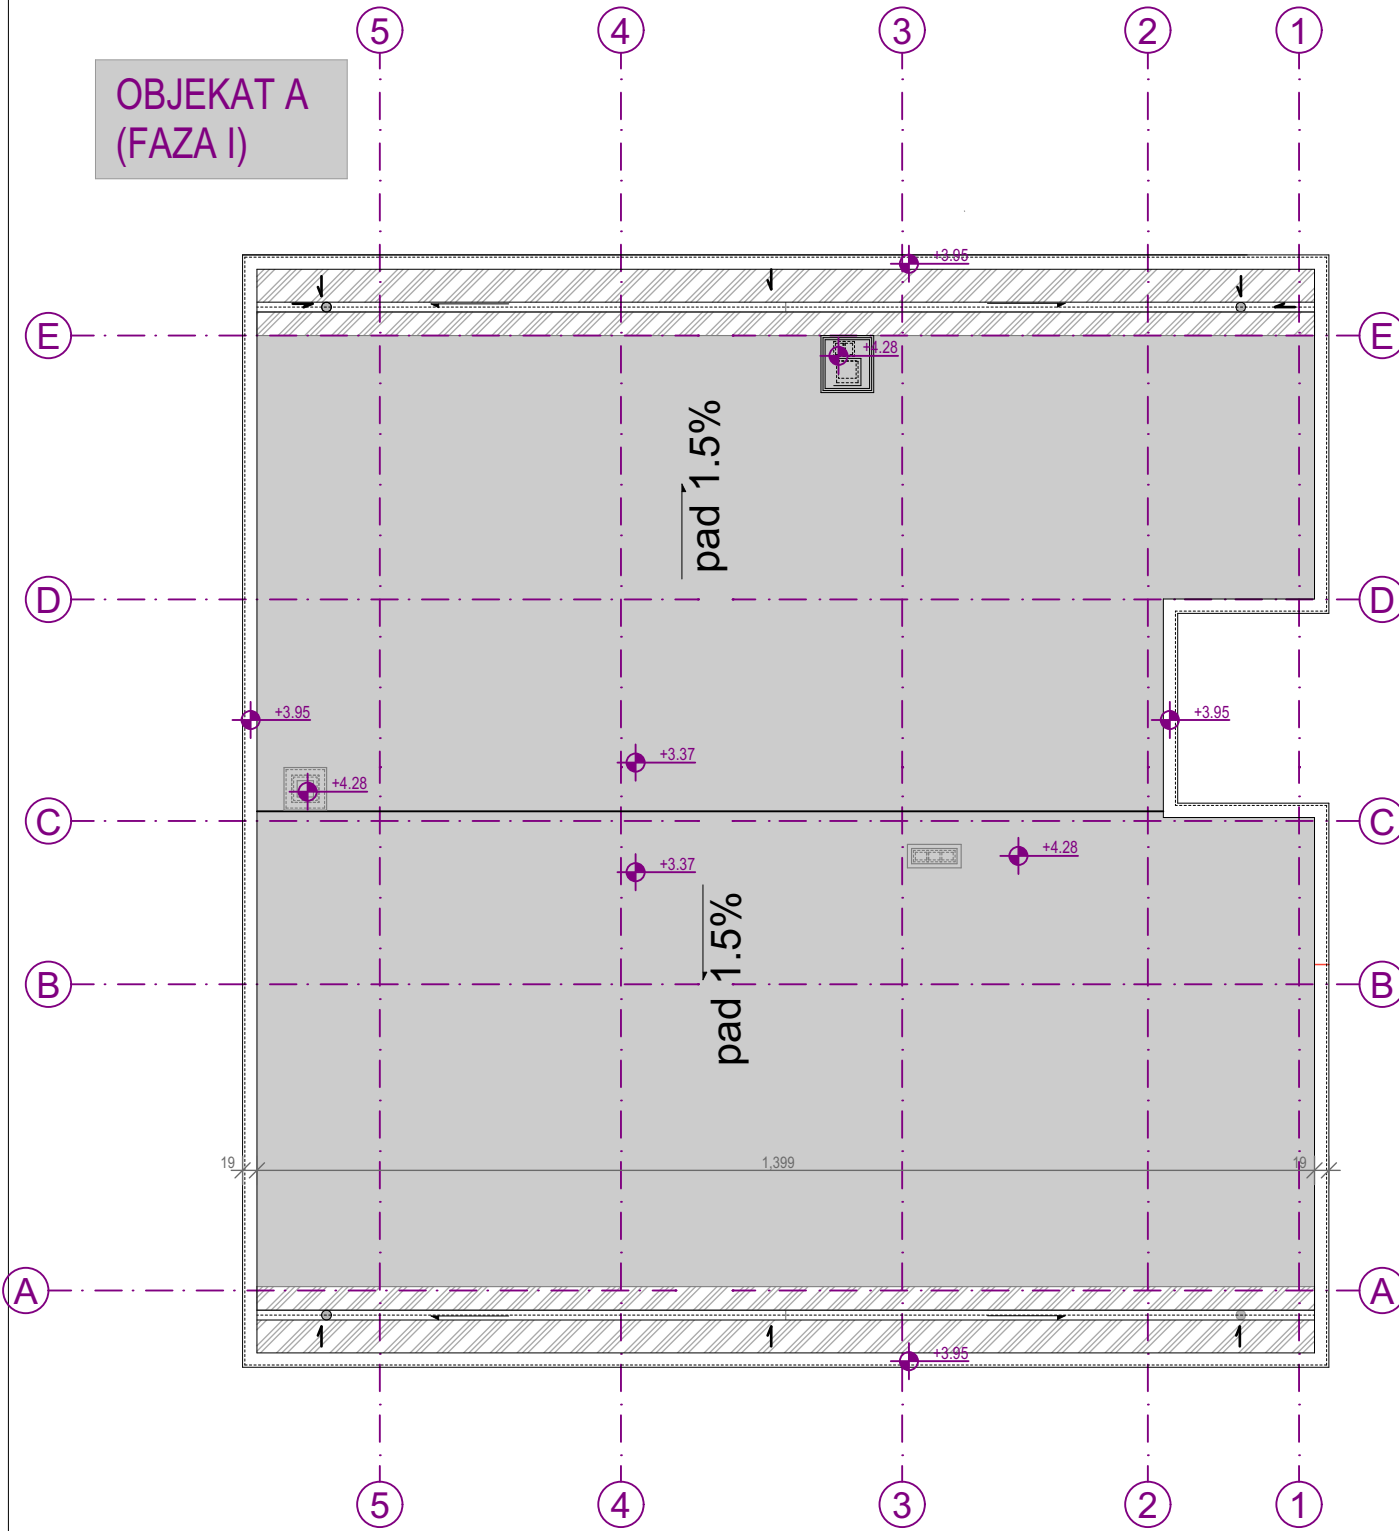 5 4 3 2 1
OBJEKAT A
(FAZA I)
+3.95
E E
+4.28
pad 1.5%
D D
+3.95 +3.95
+3.37
+4.28
C C
+4.28
+3.37
pad 1.5%
B B
19 1,399 19
A A
+3.95
5 4 3 2 1